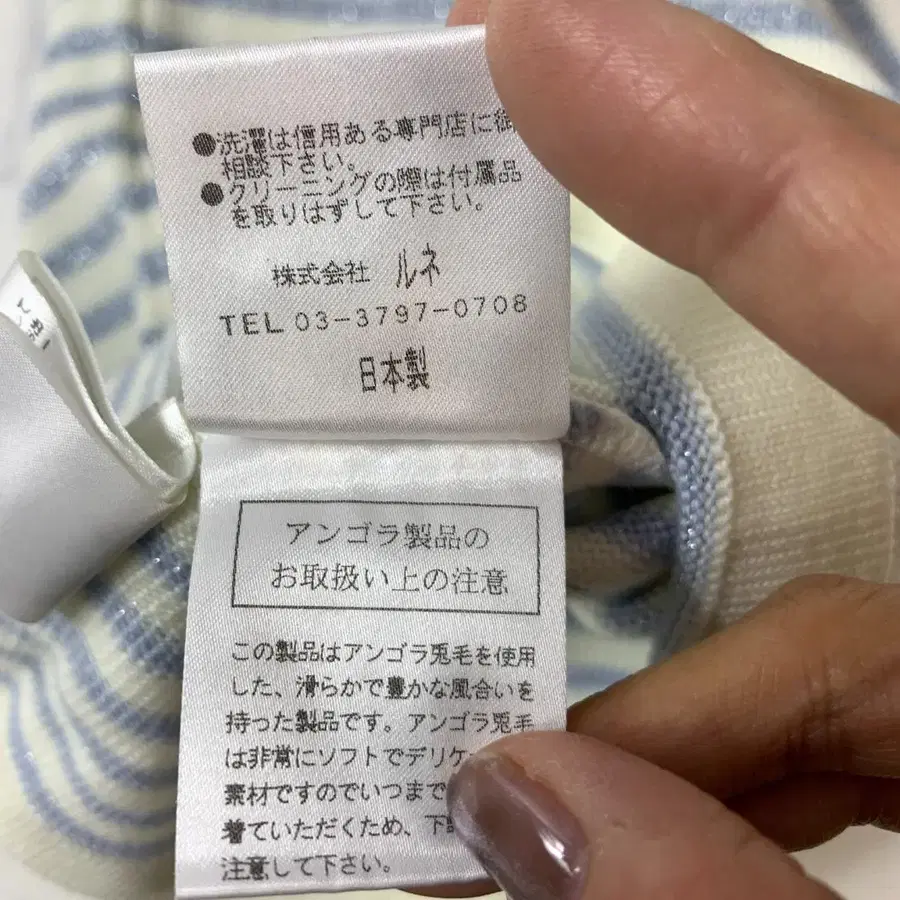 ●洗濯は信用ある専門店に御
相談下さい。
●クリーニングの際は付属品
を取りはずして下さい。
株式会社 ルネ
TEL 03-3797-0708
日本製
アンゴラ製品の
お取扱い上の注意
この製品はアンゴラ兎毛を使用
した、滑らかで豊かな風合いを
持った製品です。アンゴラ兎毛
は非常にソフトでデリケー
素材ですのでいつまで
着ていただくため、下
注意して下さい。